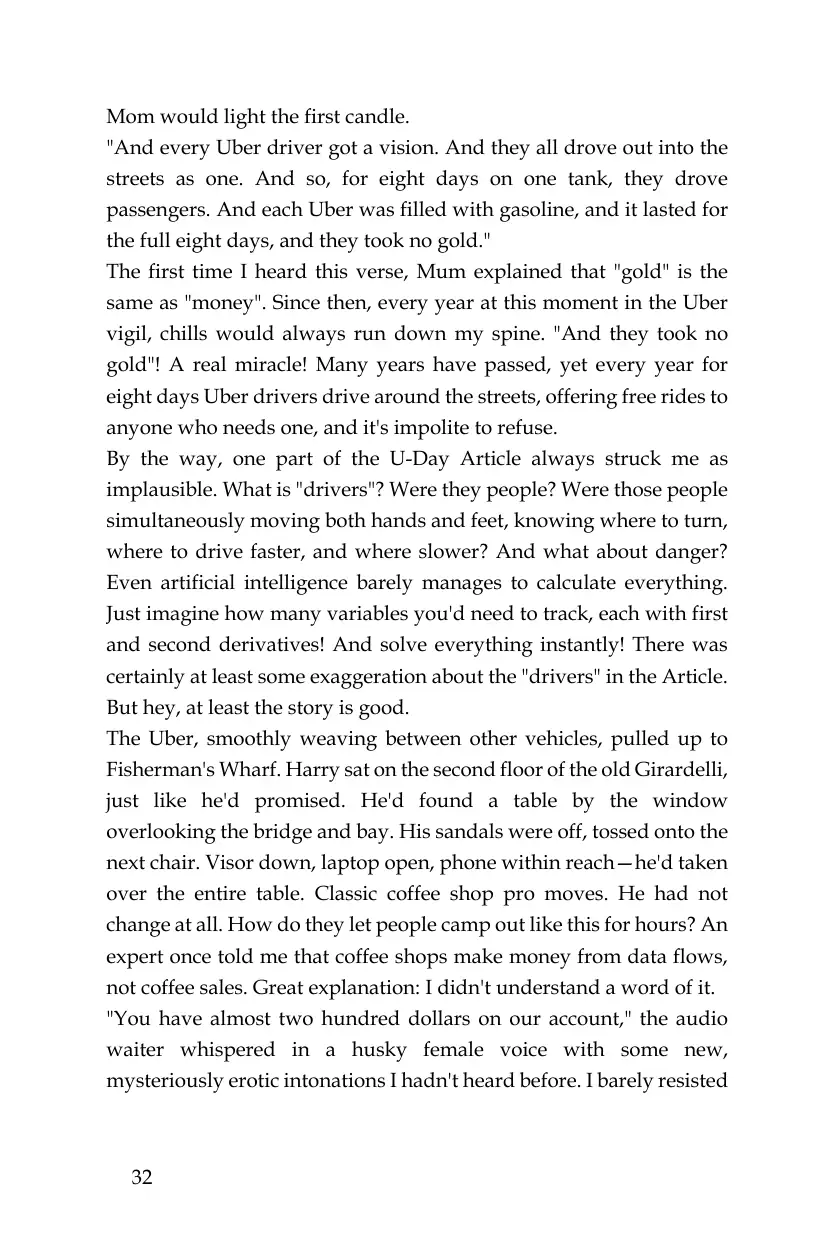 Mom would light the first candle.
"And every Uber driver got a vision. And they all drove out into the
streets as one. And so, for eight days on one tank, they drove
passengers. And each Uber was filled with gasoline, and it lasted for
the full eight days, and they took no gold."
The first time I heard this verse, Mum explained that "gold" is the
same as "money". Since then, every year at this moment in the Uber
vigil, chills would always run down my spine. "And they took no
gold"! A real miracle! Many years have passed, yet every year for
eight days Uber drivers drive around the streets, offering free rides to
anyone who needs one, and it's impolite to refuse.
By the way, one part of the U-Day Article always struck me as
implausible. What is "drivers"? Were they people? Were those people
simultaneously moving both hands and feet, knowing where to turn,
where to drive faster, and where slower? And what about danger?
Even artificial intelligence barely manages to calculate everything.
Just imagine how many variables you'd need to track, each with first
and second derivatives! And solve everything instantly! There was
certainly at least some exaggeration about the "drivers" in the Article.
But hey, at least the story is good.
The Uber, smoothly weaving between other vehicles, pulled up to
Fisherman's Wharf. Harry sat on the second floor of the old Girardelli,
just like he'd promised. He'd found a table by the window
overlooking the bridge and bay. His sandals were off, tossed onto the
next chair. Visor down, laptop open, phone within reach—he'd taken
over the entire table. Classic coffee shop pro moves. He had not
change at all. How do they let people camp out like this for hours? An
expert once told me that coffee shops make money from data flows,
not coffee sales. Great explanation: I didn't understand a word of it.
"You have almost two hundred dollars on our account," the audio
waiter whispered in a husky female voice with some new,
mysteriously erotic intonations I hadn't heard before. I barely resisted
32